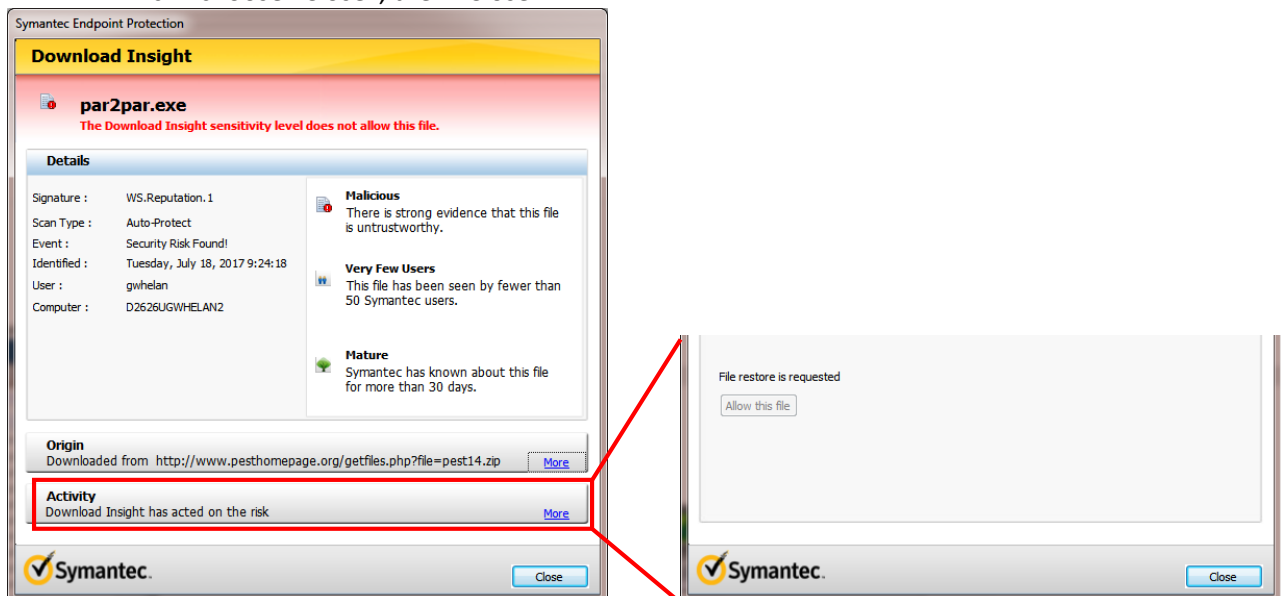 Symantec Endpoint Protection
Download Insight
par2par.exe
The Download Insight sensitivity level does not allow this file.
Details
Signature : WS.Reputation.1
Scan Type : Auto-Protect
Event : Security Risk Found!
Identified : Tuesday, July 18, 2017 9:24:18
User : gwhelan
Computer : D2626UGWHELAN2
Malicious
There is strong evidence that this file
is untrustworthy.
Very Few Users
This file has been seen by fewer than
50 Symantec users.
Mature
Symantec has known about this file
for more than 30 days.
Origin
Downloaded from http://www.pesthomepage.org/getfiles.php?file=pest14.zip More
Activity
Download Insight has acted on the risk More
Symantec.
Close
File restore is requested
Allow this file
Symantec.
Close